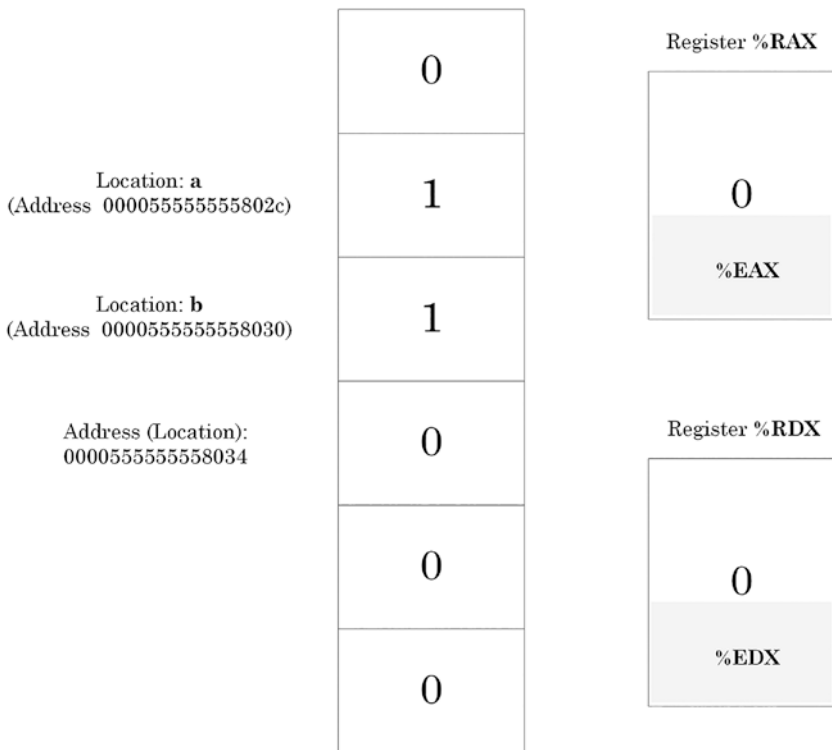 0
Register %RAX
Location: a
(Address 000055555555802c)
1
0
%EAX
Location: b
(Address 0000555555558030)
1
Address (Location):
0000555555558034
0
Register %RDX
0
0
%EDX
0